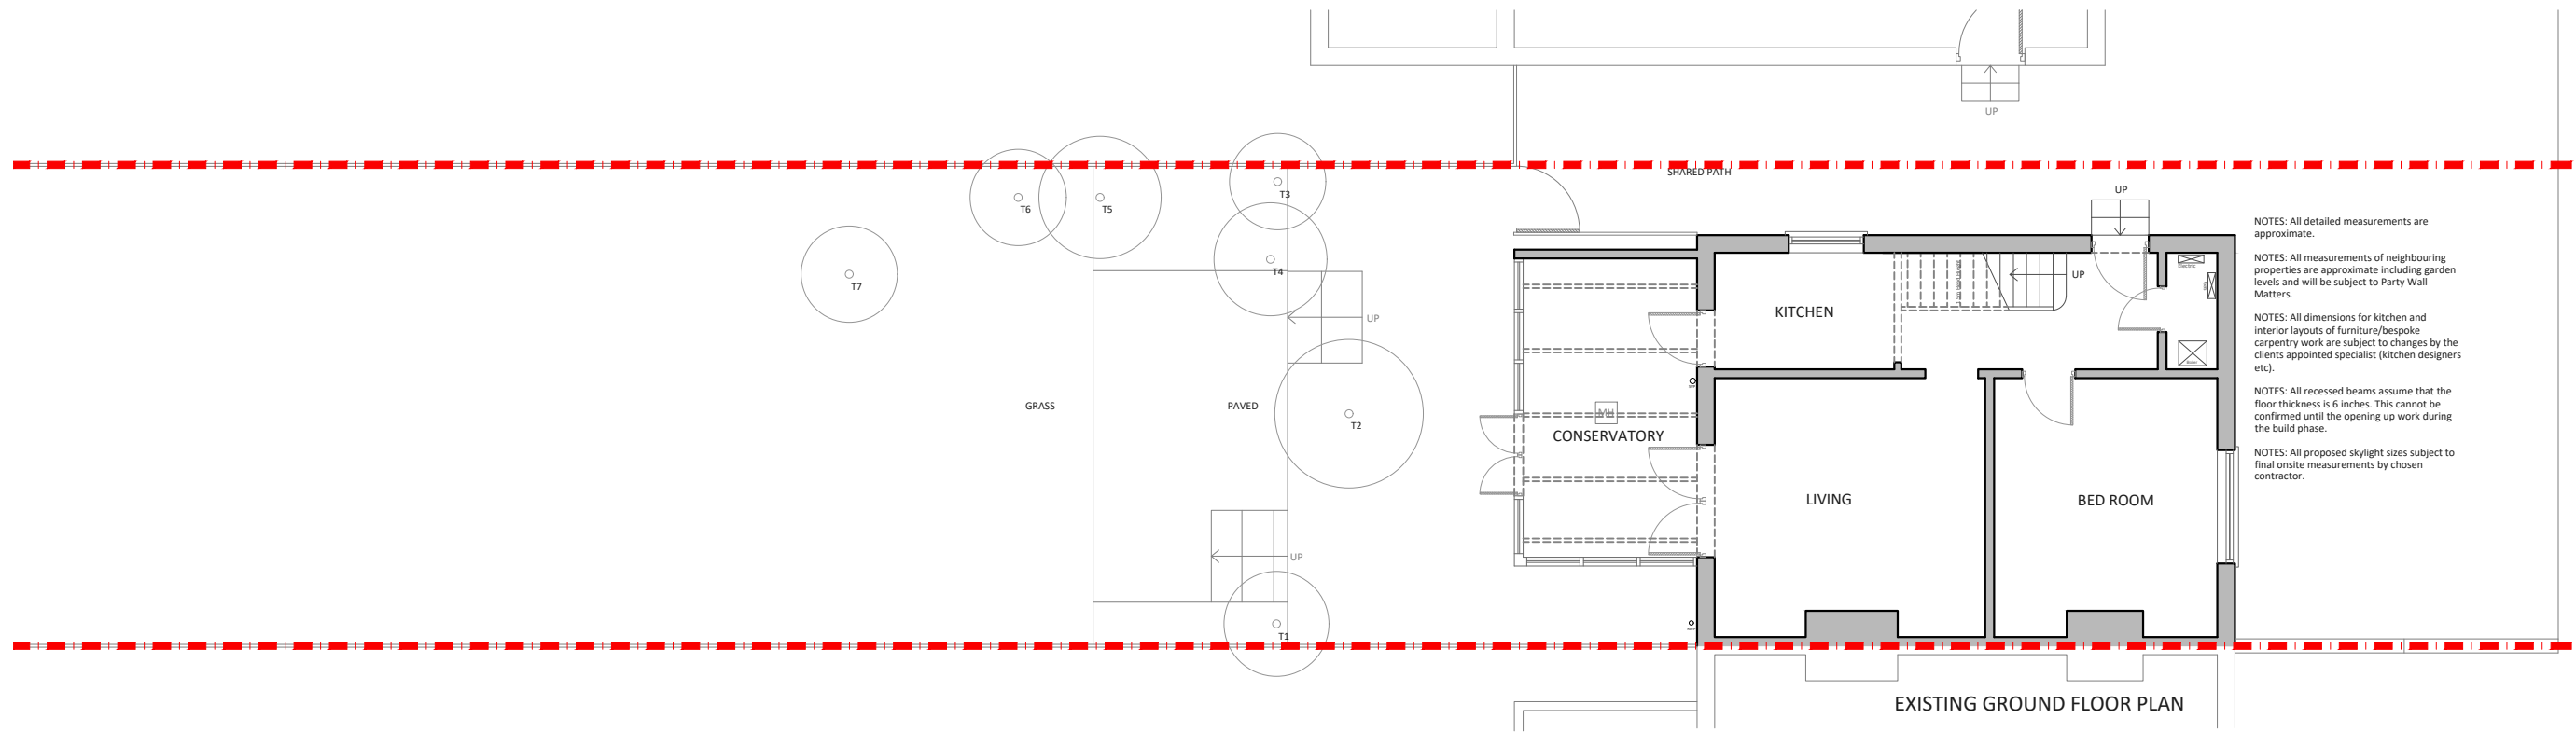 UP
SHARED PATH
UP
T3
T6
T5
T4
T7
UP
UP
KITCHEN
Electric
GAS
Boiler
GRASS
PAVED
T2
MH
CONSERVATORY
LIVING
BED ROOM
UP
T1
NOTES: All detailed measurements are
approximate.
NOTES: All measurements of neighbouring
properties are approximate including garden
levels and will be subject to Party Wall
Matters.
NOTES: All dimensions for kitchen and
interior layouts of furniture/bespoke
carpentry work are subject to changes by the
clients appointed specialist (kitchen designers
etc).
NOTES: All recessed beams assume that the
floor thickness is 6 inches. This cannot be
confirmed until the opening up work during
the build phase.
NOTES: All proposed skylight sizes subject to
final onsite measurements by chosen
contractor.
EXISTING GROUND FLOOR PLAN